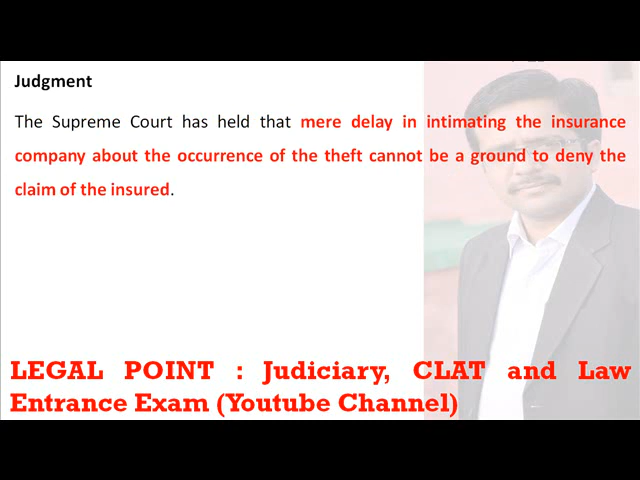 Judgment
The Supreme Court has held that mere delay in intimating the insurance
company about the occurrence of the theft cannot be a ground to deny the
claim of the insured.
LEGAL POINT : Judiciary, CLAT and Law
Entrance Exam (Youtube Channel)